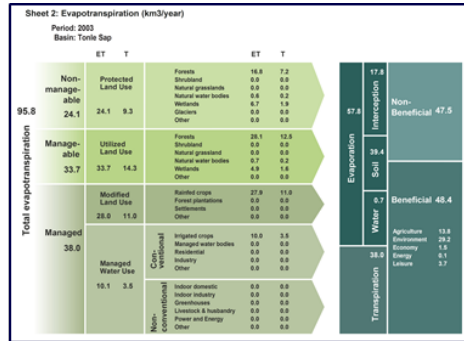 Sheet 2: Evapotranspiration (km3/year)
Period: 2003
Basin: Tonle Sap
ET T ET T
Total evapotranspiration
95.8
Non-
manage-
able
24.1
Protected
Land Use
24.1 9.3
Forests 16.8 7.2
Shrubland 0.0 0.0
Natural grasslands 0.0 0.0
Natural water bodies 0.6 0.2
Wetlands 6.7 1.9
Glaciers 0.0 0.0
Other 0.0 0.0
Manage-
able
33.7
Utilized
Land Use
33.7 14.3
Forests 28.1 12.5
Shrubland 0.0 0.0
Natural grassland 0.0 0.0
Natural water bodies 0.7 0.2
Wetlands 4.9 1.6
Other 0.0 0.0
Managed
38.0
Modified
Land Use
28.0 11.0
Rainfed crops 27.9 11.0
Forest plantations 0.0 0.0
Settlements 0.0 0.0
Other 0.0 0.0
Managed
Water Use
10.1 3.5
Con-
ventional
Irrigated crops 10.0 3.5
Managed water bodies 0.0 0.0
Residential 0.0 0.0
Industry 0.0 0.0
Other 0.0 0.0
Non-
conventional
Indoor domestic 0.0 0.0
Indoor industry 0.0 0.0
Greenhouses 0.0 0.0
Livestock & husbandry 0.0 0.0
Power and Energy 0.0 0.0
Other 0.0 0.0
Evaporation
57.8
17.8
Interception
39.4
Soil
0.7
Water
38.0
Transpiration
Non-
Beneficial 47.5
Beneficial 48.4
Agriculture 13.8
Environment 29.2
Economy 1.5
Energy 0.1
Leisure 3.7